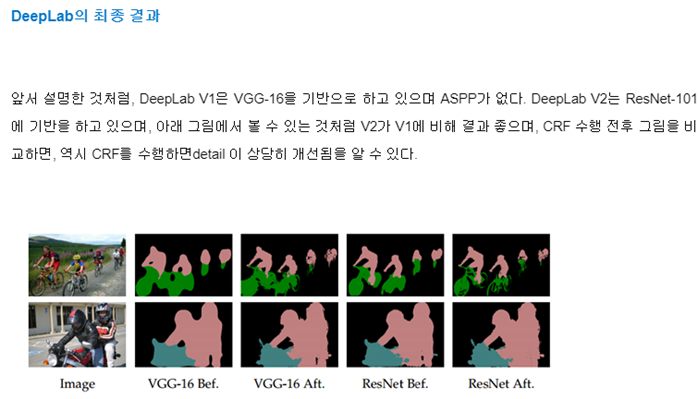 DeepLab의 최종 결과
앞서 설명한 것처럼, DeepLab V1은 VGG-16을 기반으로 하고 있으며 ASPP가 없다. DeepLab V2는 ResNet-101
에 기반을 하고 있으며, 아래 그림에서 볼 수 있는 것처럼 V2가 V1에 비해 결과 좋으며, CRF 수행 전후 그림을 비
교하면, 역시 CRF를 수행하면detail 이 상당히 개선됨을 알 수 있다.
Image VGG-16 Bef. VGG-16 Aft. ResNet Bef. ResNet Aft.